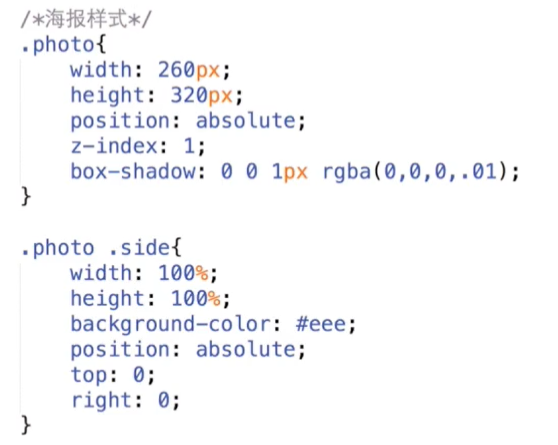 /*海报样式*/
.photo{
    width: 260px;
    height: 320px;
    position: absolute;
    z-index: 1;
    box-shadow: 0 0 1px rgba(0,0,0,.01);
}

.photo .side{
    width: 100%;
    height: 100%;
    background-color: #eee;
    position: absolute;
    top: 0;
    right: 0;
}